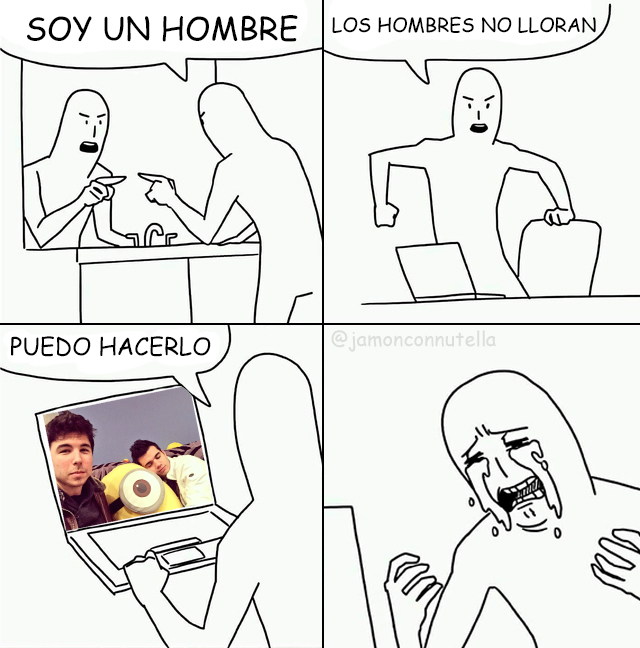 SOY UN HOMBRE
LOS HOMBRES NO LLORAN
PUEDO HACERLO
@jamonconnutella